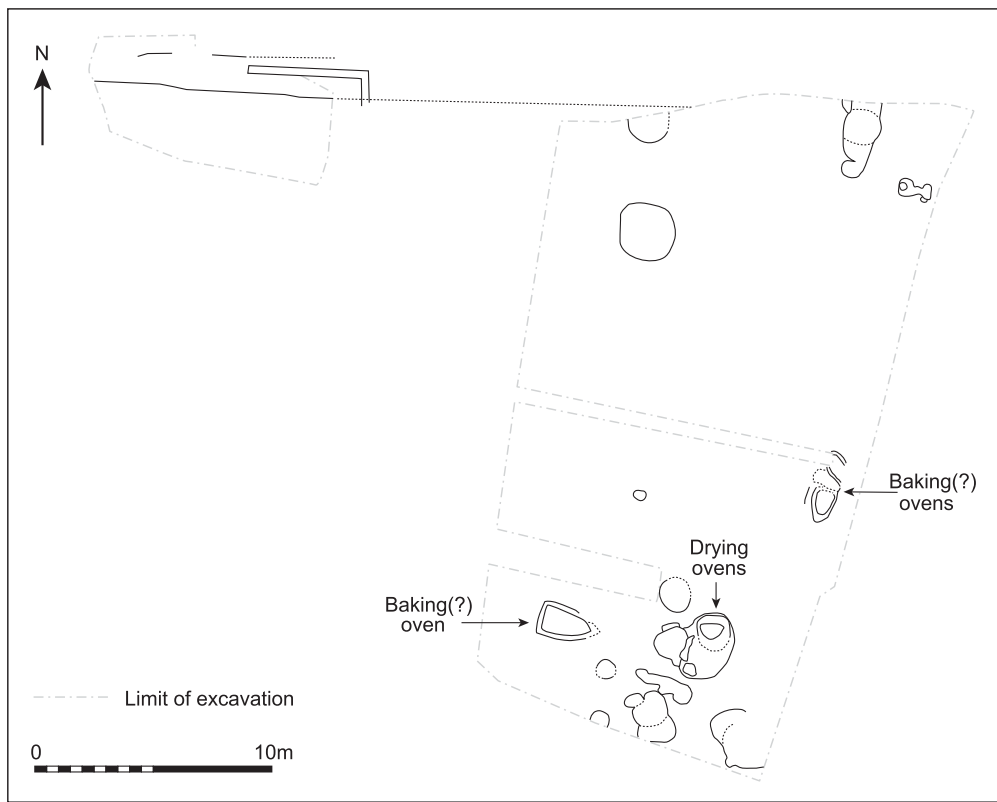 N
Baking(?)
ovens
Drying
ovens
Baking(?)
oven
Limit of excavation
0 10m